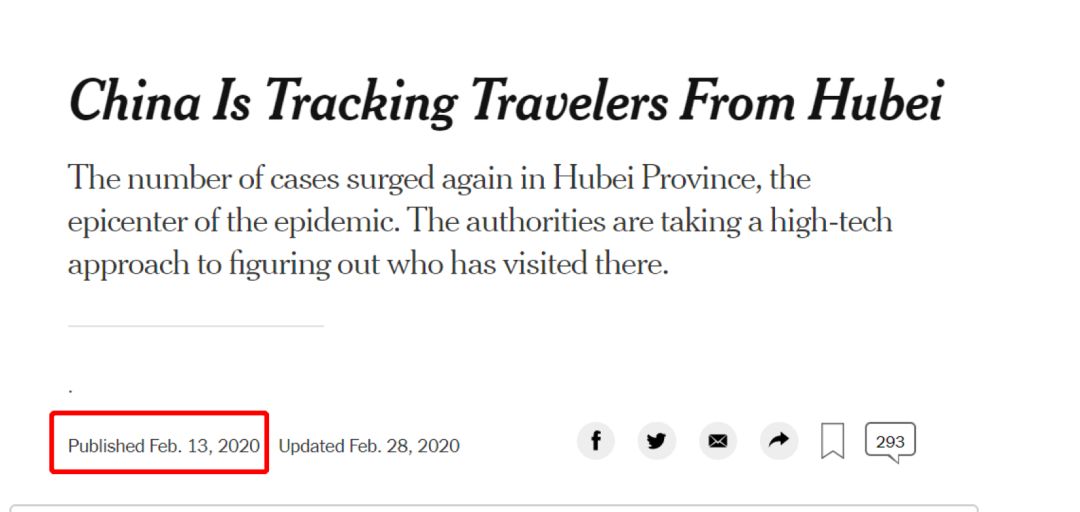 China Is Tracking Travelers From Hubei
The number of cases surged again in Hubei Province, the
epicenter of the epidemic. The authorities are taking a high-tech
approach to figuring out who has visited there.
.
Published Feb. 13, 2020 Updated Feb. 28, 2020 293